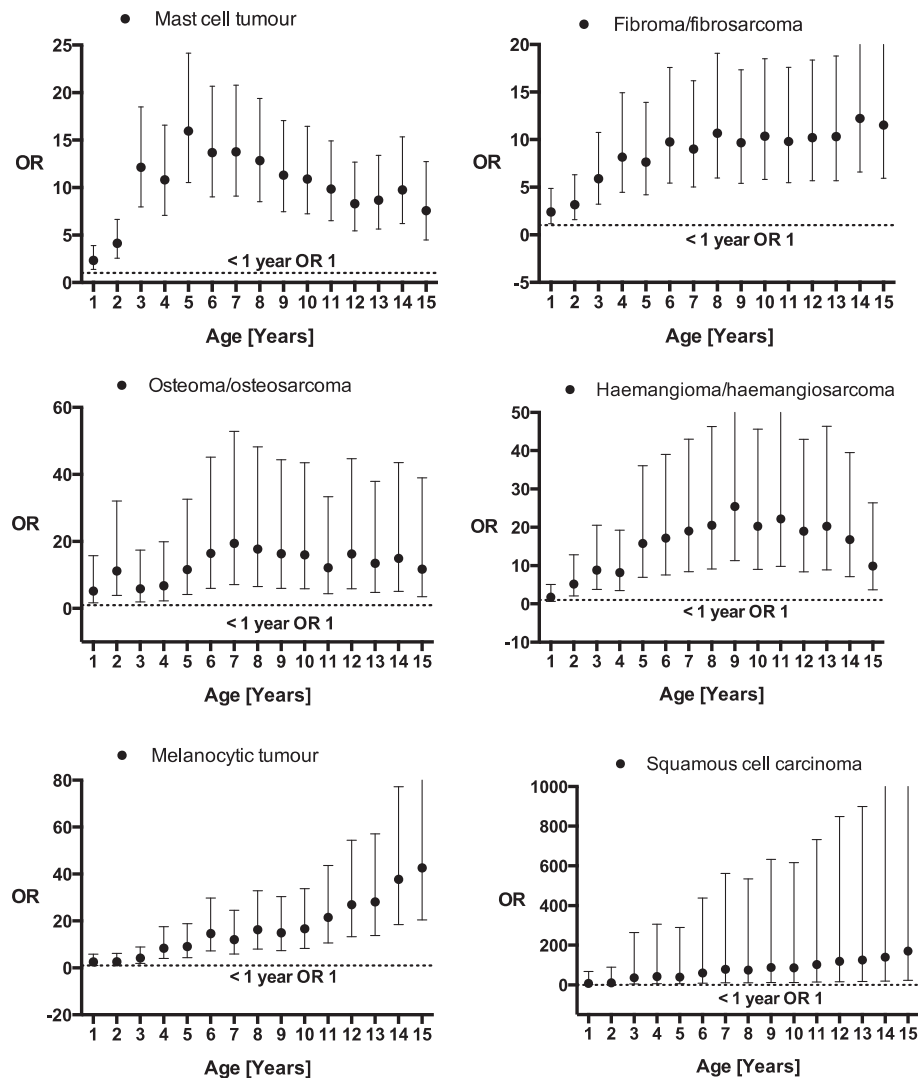 Mast cell tumour
25
20
15
10
5
0
OR
< 1 year OR 1
1 2 3 4 5 6 7 8 9 10 11 12 13 14 15
Age [Years]
Fibroma/fibrosarcoma
20
15
10
5
0
-5
OR
< 1 year OR 1
1 2 3 4 5 6 7 8 9 10 11 12 13 14 15
Age [Years]
Osteoma/osteosarcoma
60
40
20
0
OR
< 1 year OR 1
1 2 3 4 5 6 7 8 9 10 11 12 13 14 15
Age [Years]
Haemangioma/haemangiosarcoma
50
40
30
20
10
0
-10
OR
< 1 year OR 1
1 2 3 4 5 6 7 8 9 10 11 12 13 14 15
Age [Years]
Melanocytic tumour
80
60
40
20
0
-20
OR
< 1 year OR 1
1 2 3 4 5 6 7 8 9 10 11 12 13 14 15
Age [Years]
Squamous cell carcinoma
1000
800
600
400
200
0
OR
< 1 year OR 1
1 2 3 4 5 6 7 8 9 10 11 12 13 14 15
Age [Years]